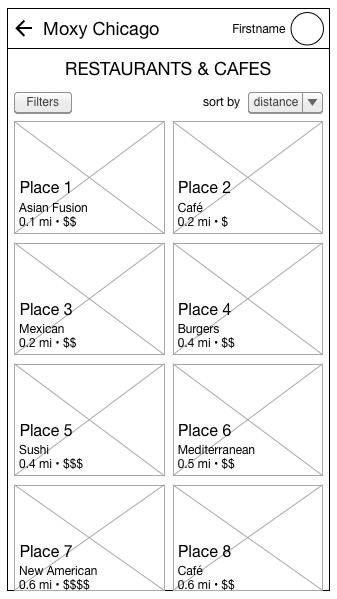 Moxy Chicago
Firstname
RESTAURANTS & CAFES
Filters
sort by
distance
Place 1
Asian Fusion
0.1 mi • $$
Place 2
Café
0.2 mi • $
Place 3
Mexican
0.2 mi • $$
Place 4
Burgers
0.4 mi • $$
Place 5
Sushi
0.4 mi • $$$
Place 6
Mediterranean
0.5 mi • $$
Place 7
New American
0.6 mi • $$$$
Place 8
Café
0.6 mi • $$